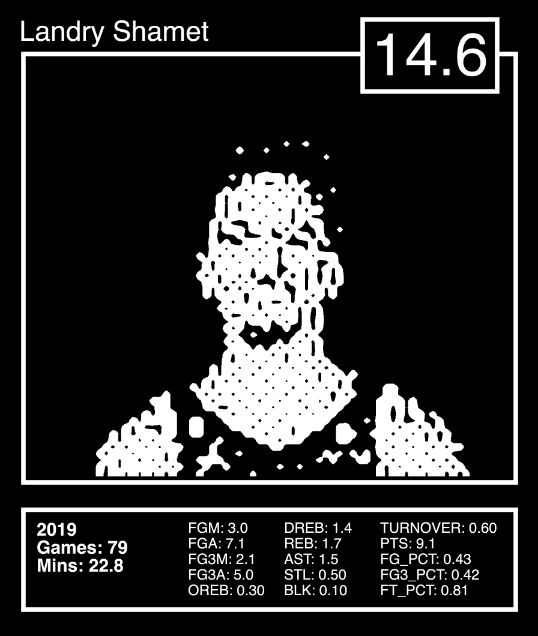 Landry Shamet
14.6
2019
Games: 79
Mins: 22.8
FGM: 3.0
FGA: 7.1
FG3M: 2.1
FG3A: 5.0
OREB: 0.30
DREB: 1.4
REB: 1.7
AST: 1.5
STL: 0.50
BLK: 0.10
TURNOVER: 0.60
PTS: 9.1
FG_PCT: 0.43
FG3_PCT: 0.42
FT_PCT: 0.81